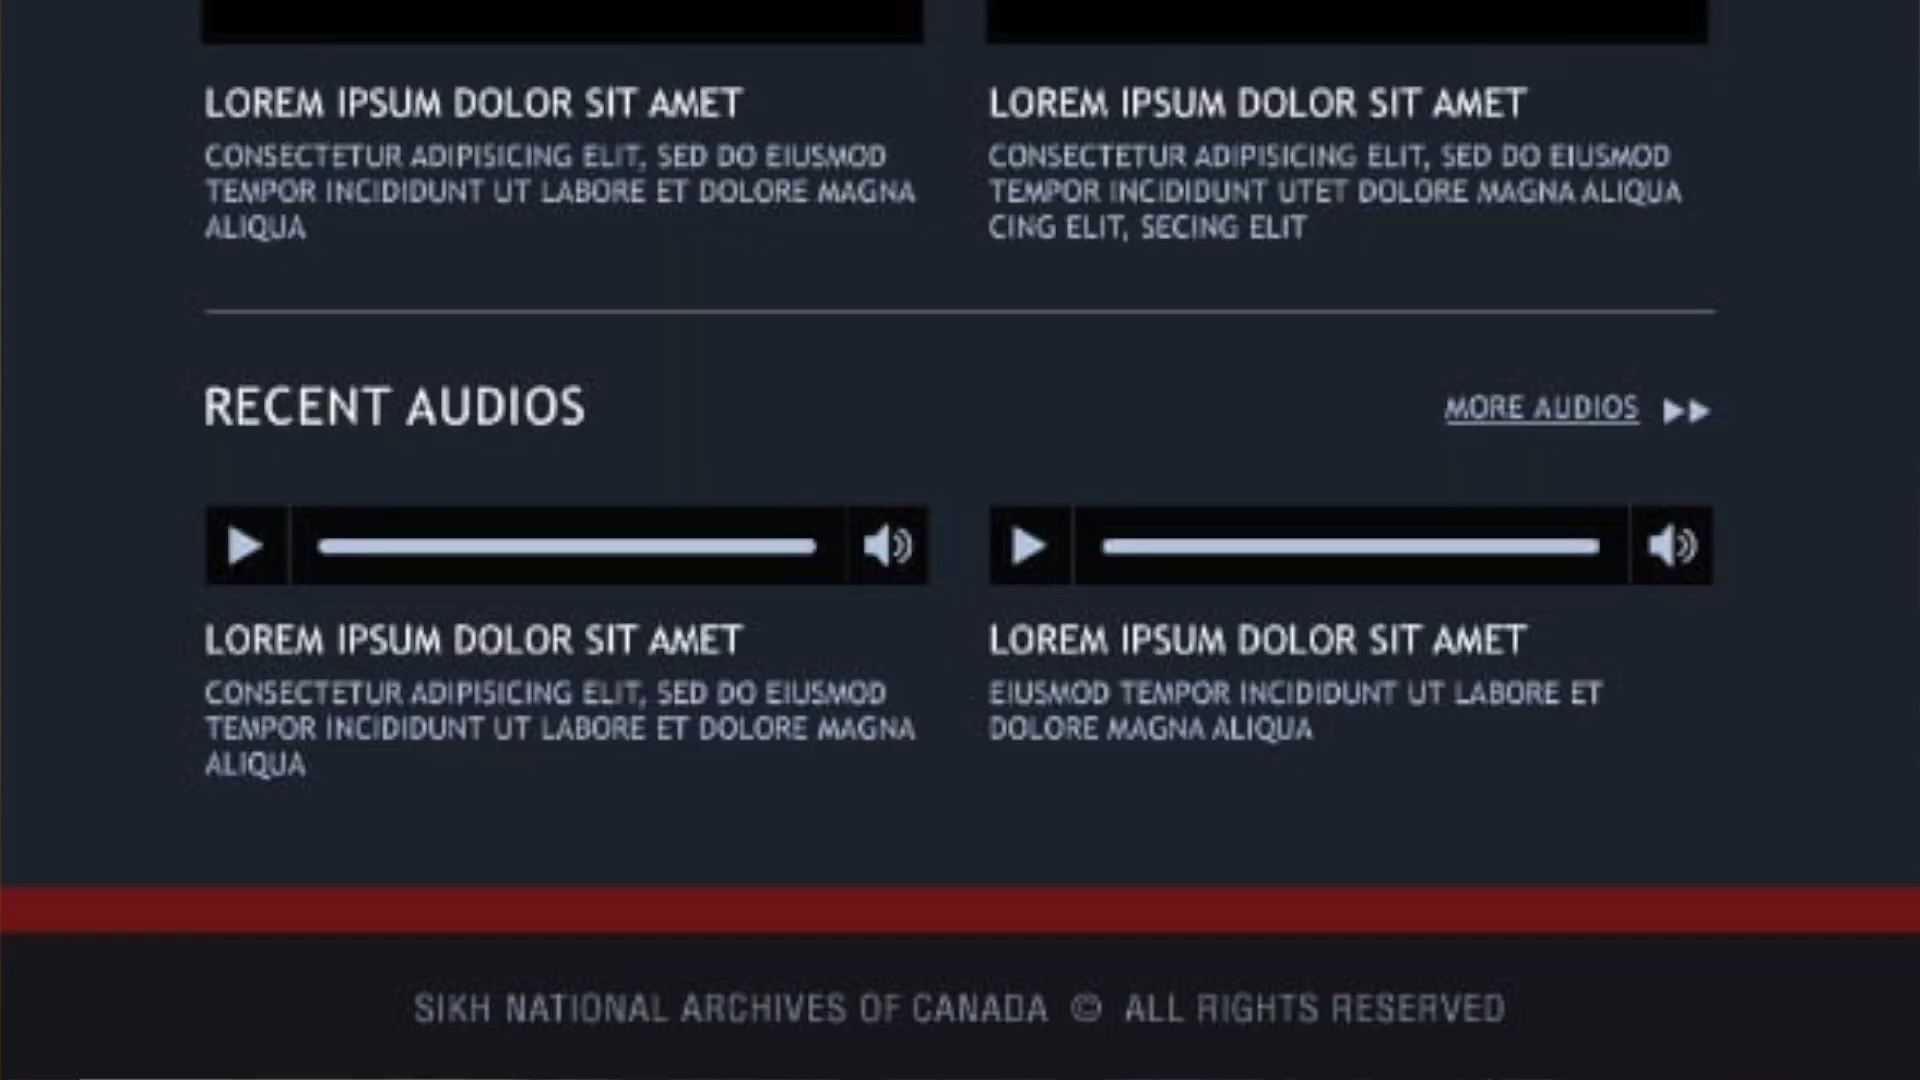 LOREM IPSUM DOLOR SIT AMET
CONSECTETUR ADIPISICING ELIT, SED DO EIUSMOD
TEMPOR INCIDIDUNT UT LABORE ET DOLORE MAGNA
ALIQUA
LOREM IPSUM DOLOR SIT AMET
CONSECTETUR ADIPISICING ELIT, SED DO EIUSMOD
TEMPOR INCIDIDUNT UTET DOLORE MAGNA ALIQUA
CING ELIT, SECING ELIT
RECENT AUDIOS
MORE AUDIOS
LOREM IPSUM DOLOR SIT AMET
CONSECTETUR ADIPISICING ELIT, SED DO EIUSMOD
TEMPOR INCIDIDUNT UT LABORE ET DOLORE MAGNA
ALIQUA
LOREM IPSUM DOLOR SIT AMET
EIUSMOD TEMPOR INCIDIDUNT UT LABORE ET
DOLORE MAGNA ALIQUA
SIKH NATIONAL ARCHIVES OF CANADA © ALL RIGHTS RESERVED